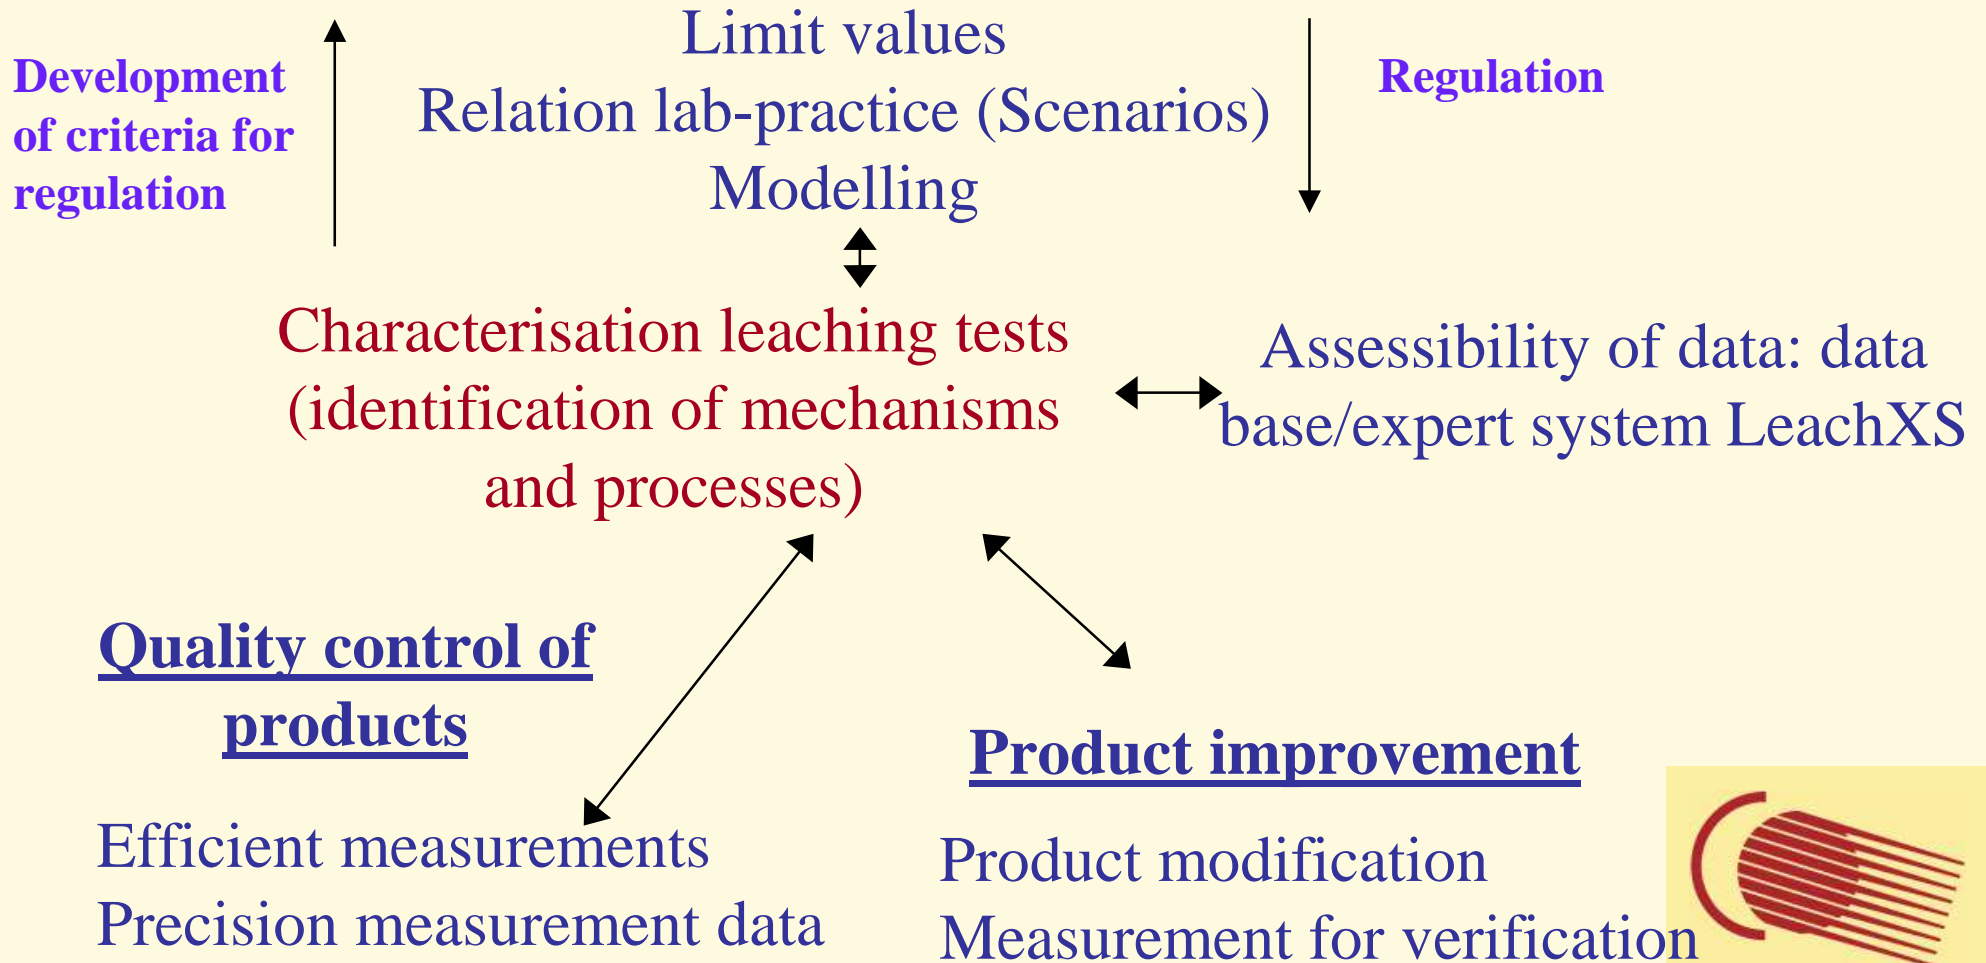 Limit values
Relation lab-practice (Scenarios)
Modelling
Development
of criteria for
regulation
Regulation
Characterisation leaching tests
(identification of mechanisms
and processes)
Assessibility of data: data
base/expert system LeachXS
Quality control of
products
Efficient measurements
Precision measurement data
Product improvement
Product modification
Measurement for verification